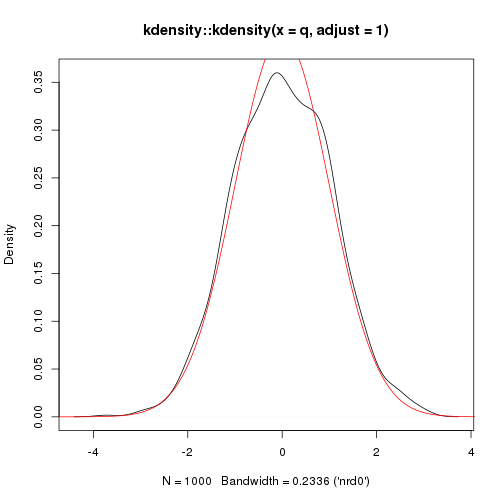 kdensity::kdensity(x = q, adjust = 1)
Density
0.35
0.30
0.25
0.20
0.15
0.10
0.05
0.00
-4 -2 0 2 4
N = 1000 Bandwidth = 0.2336 ('nrd0')